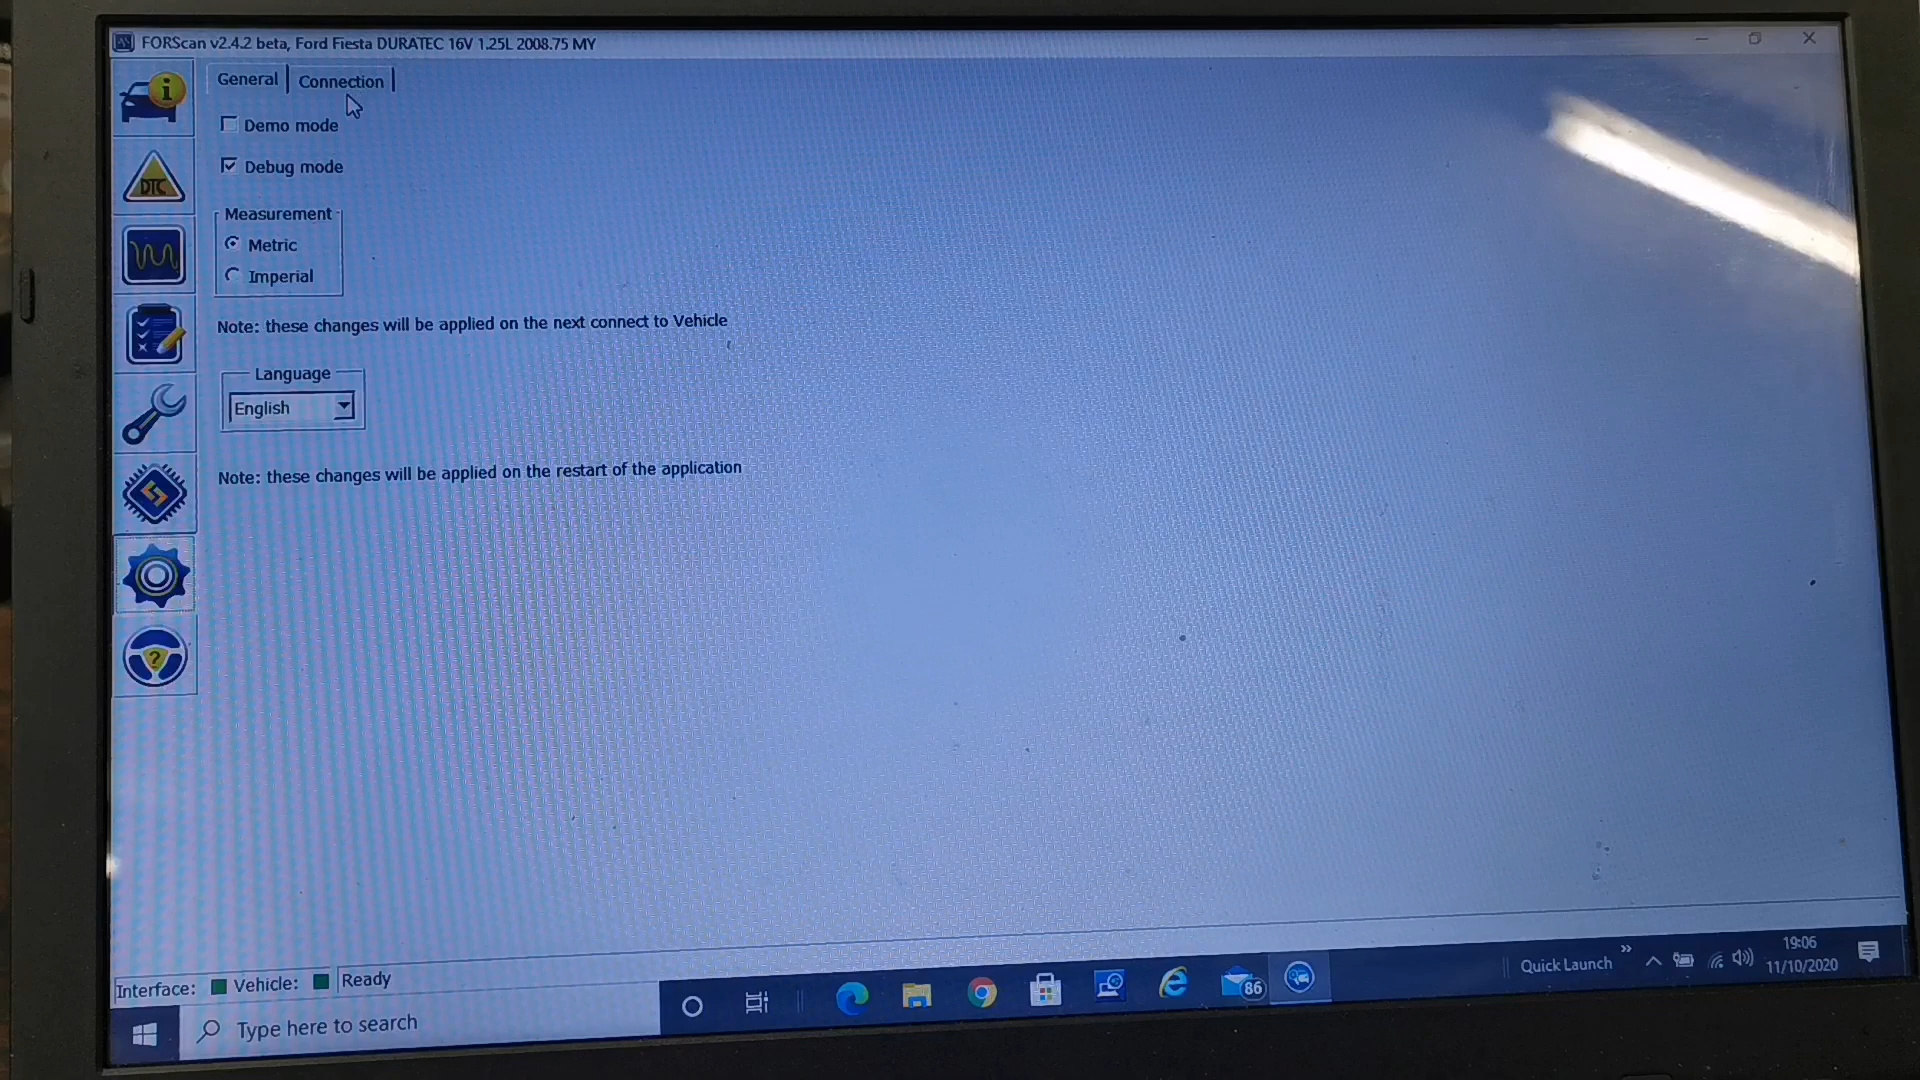 FORScan v2.4.2 beta, Ford Fiesta DURATEC 16V 1.25L 2008.75 MY
General
Connection
i
Demo mode
Debug mode
DTC
Measurement
Metric
Imperial
Note: these changes will be applied on the next connect to Vehicle
Language
English
Note: these changes will be applied on the restart of the application
?
Interface: Vehicle: Ready
Type here to search
86
Quick Launch
19:06
11/10/2020